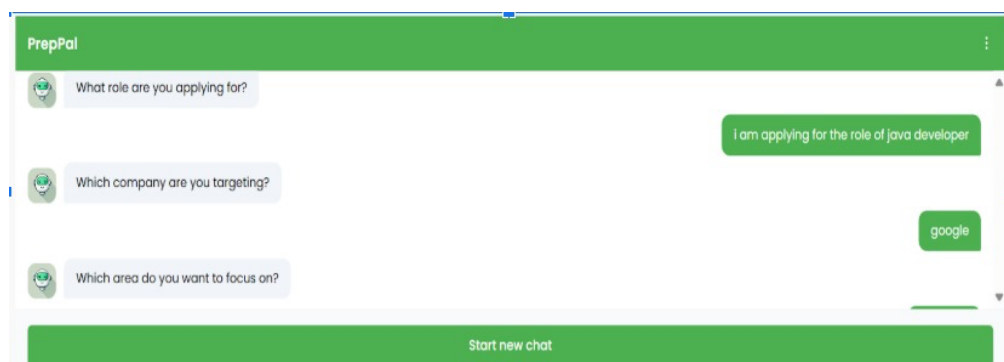 PrepPal
What role are you applying for?
i am applying for the role of java developer
Which company are you targeting?
google
Which area do you want to focus on?
Start new chat